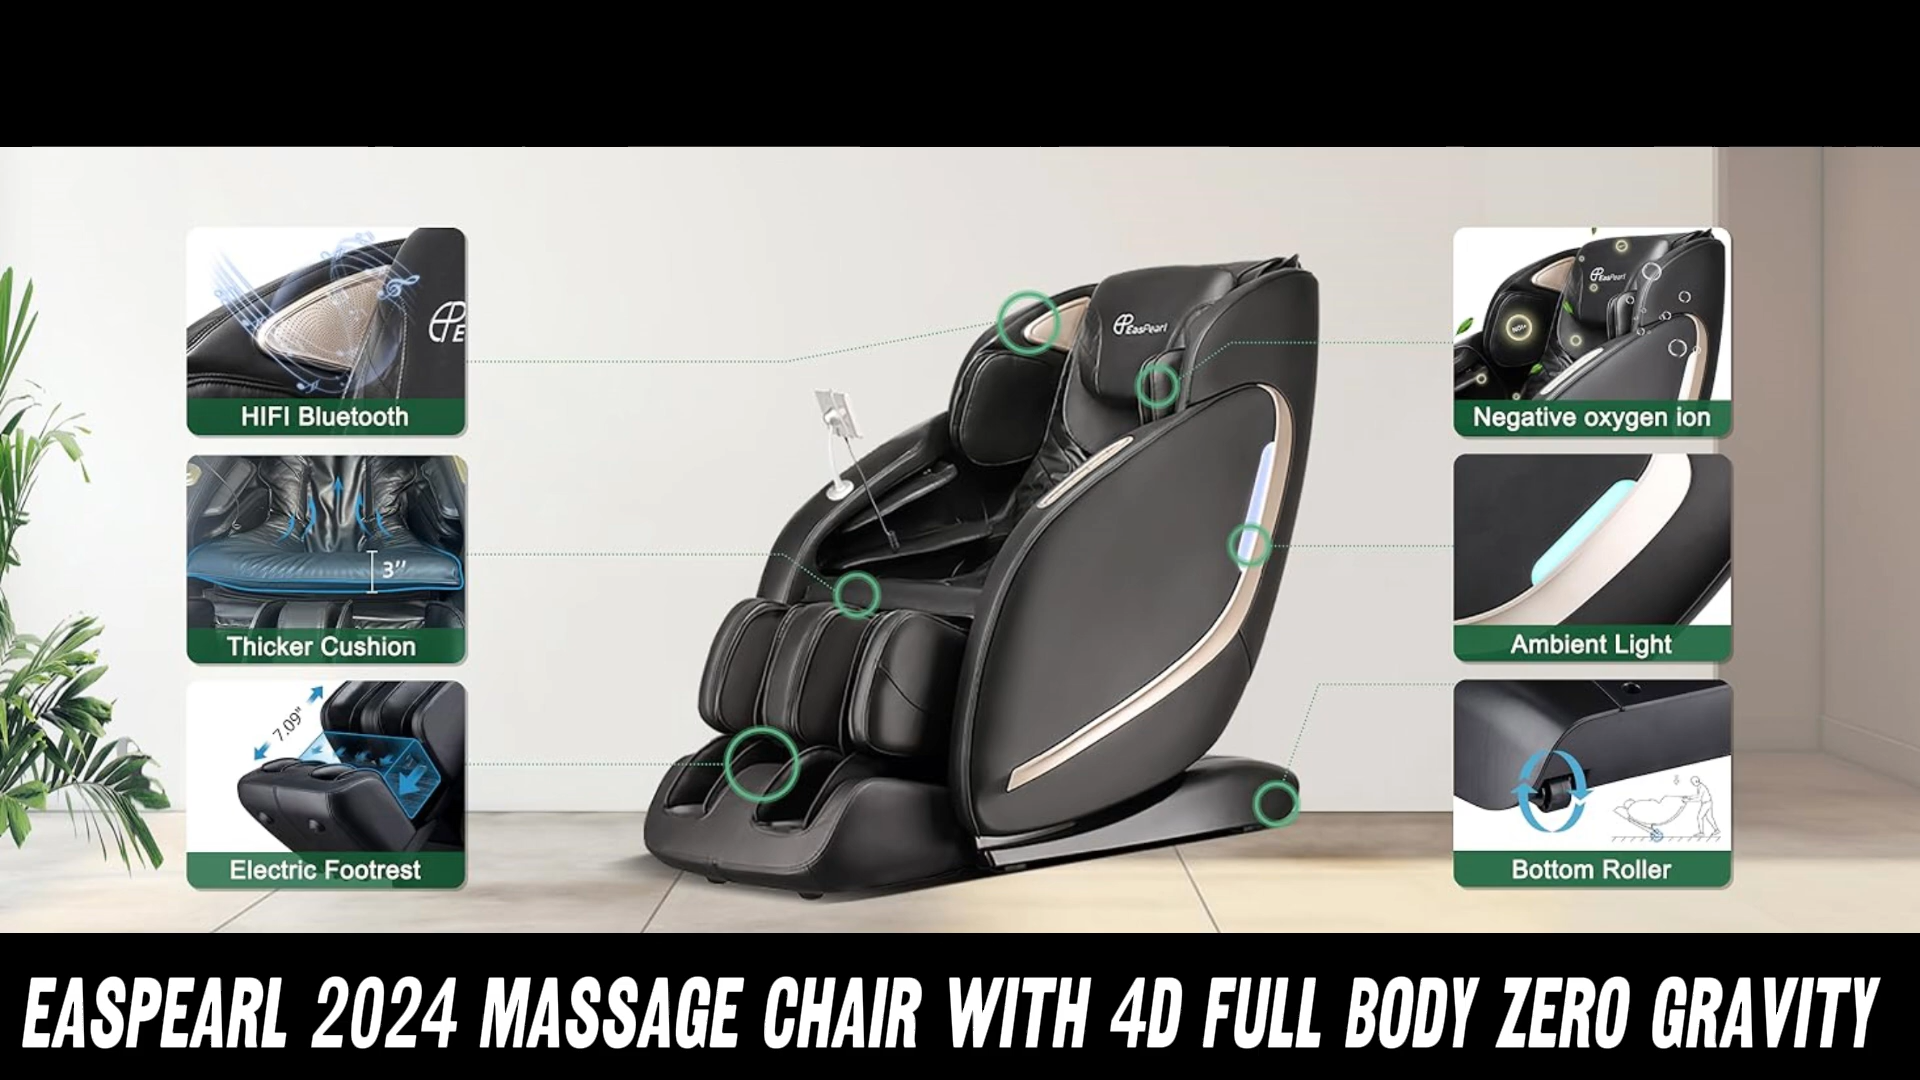 HIFI Bluetooth
3’’
Thicker Cushion
7.09"
Electric Footrest
EasPearl
EasPearl
Negative oxygen ion
Ambient Light
Bottom Roller
EASPEARL 2024 MASSAGE CHAIR WITH 4D FULL BODY ZERO GRAVITY